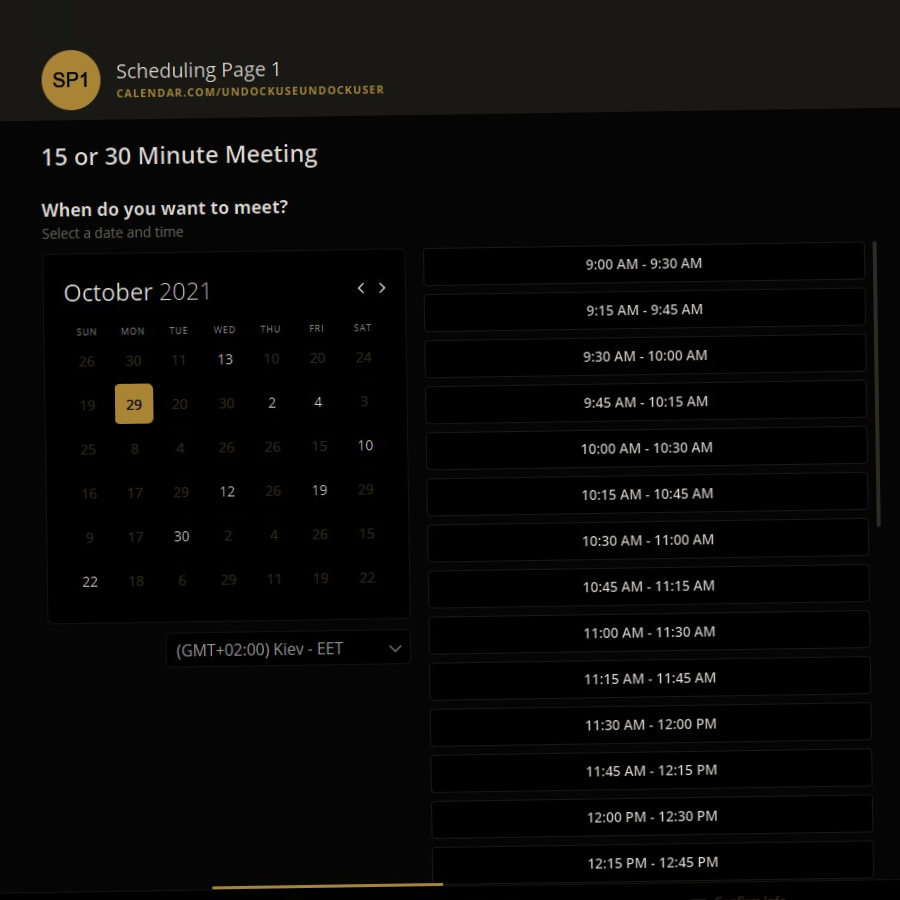 SP1
Scheduling Page 1
CALENDAR.COM/UNDOCKUSEUNDOCKUSER
15 or 30 Minute Meeting
When do you want to meet?
Select a date and time
October 2021
SUN MON TUE WED THU FRI SAT
26 30 11 13 10 20 24
19 29 20 30 2 4 3
25 8 4 26 26 15 10
16 17 29 12 26 19 29
9 17 30 2 4 26 15
22 18 6 29 11 19 22
(GMT+02:00) Kiev - EET
9:00 AM - 9:30 AM
9:15 AM - 9:45 AM
9:30 AM - 10:00 AM
9:45 AM - 10:15 AM
10:00 AM - 10:30 AM
10:15 AM - 10:45 AM
10:30 AM - 11:00 AM
10:45 AM - 11:15 AM
11:00 AM - 11:30 AM
11:15 AM - 11:45 AM
11:30 AM - 12:00 PM
11:45 AM - 12:15 PM
12:00 PM - 12:30 PM
12:15 PM - 12:45 PM